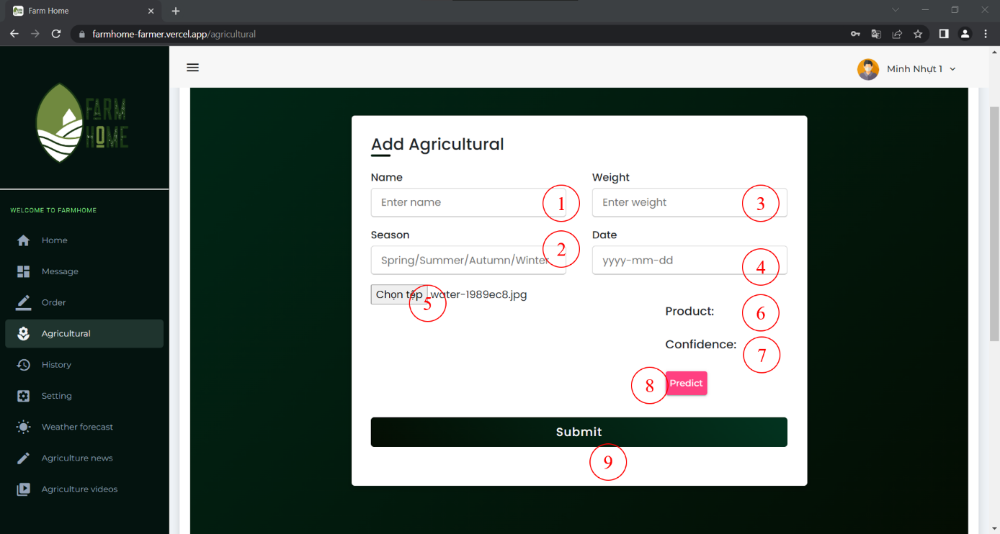 Farm Home
farmhome-farmer.vercel.app/agricultural
FARM
HOME
Minh Nhựt 1
WELCOME TO FARMHOME
Home
Message
Order
Agricultural
History
Setting
Weather forecast
Agriculture news
Agriculture videos
Add Agricultural
Name Weight
Enter name 1 Enter weight 3
Season Date
Spring/Summer/Autumn/Winter 2 yyyy-mm-dd 4
Chọn tệp water-1989ec8.jpg
5
Product: 6
Confidence: 7
8 Predict
Submit
9